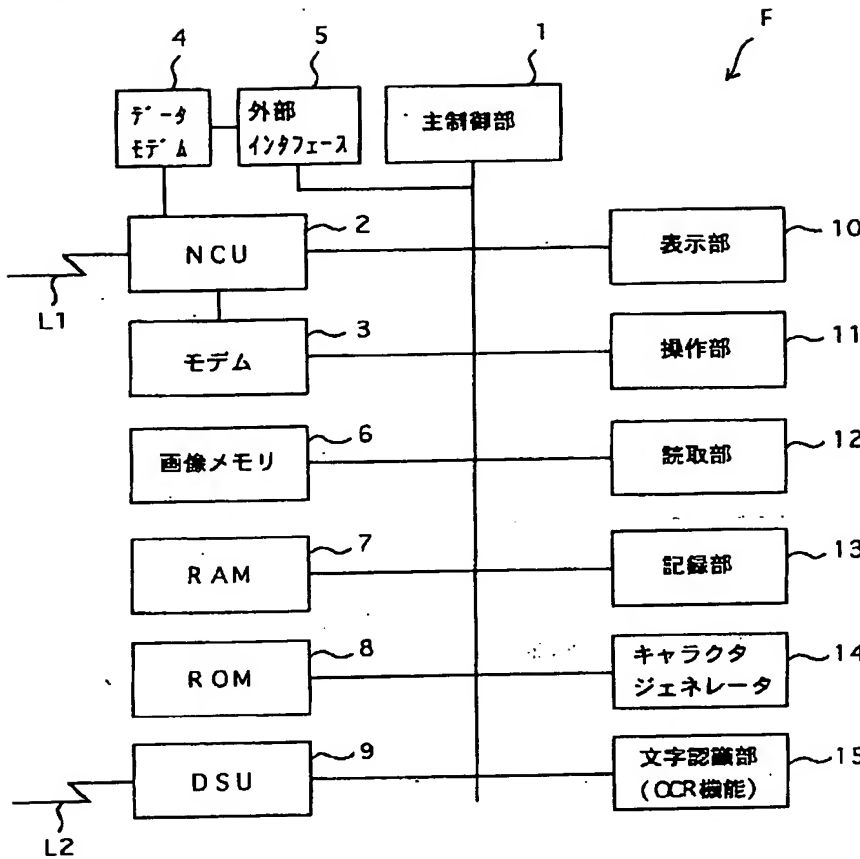 F
4
5
1
データ
モデム
外部
インタフェース
主制御部
NCU
2
L1
表示部
10
モデム
3
操作部
11
画像メモリ
6
読取部
12
RAM
7
記録部
13
ROM
8
キャラクタ
ジェネレータ
14
DSU
9
L2
文字認識部
(OCR機能)
15